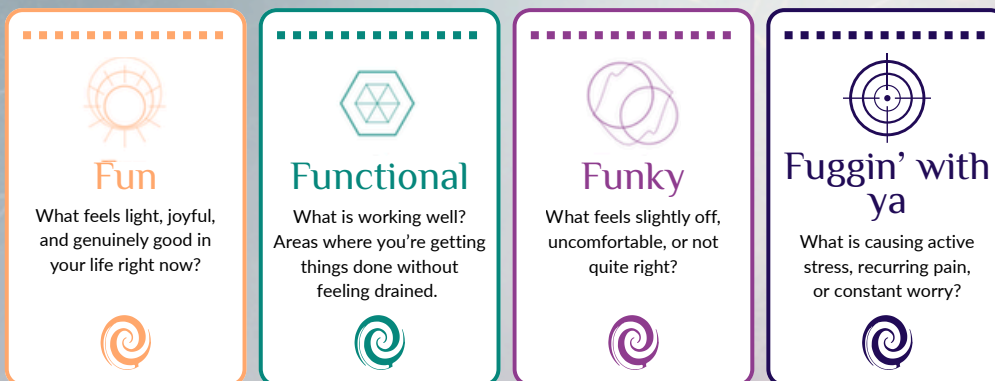 Fun
What feels light, joyful,
and genuinely good in
your life right now?
Functional
What is working well?
Areas where you’re getting
things done without
feeling drained.
Funky
What feels slightly off,
uncomfortable, or not
quite right?
Fuggin’ with
ya
What is causing active
stress, recurring pain,
or constant worry?